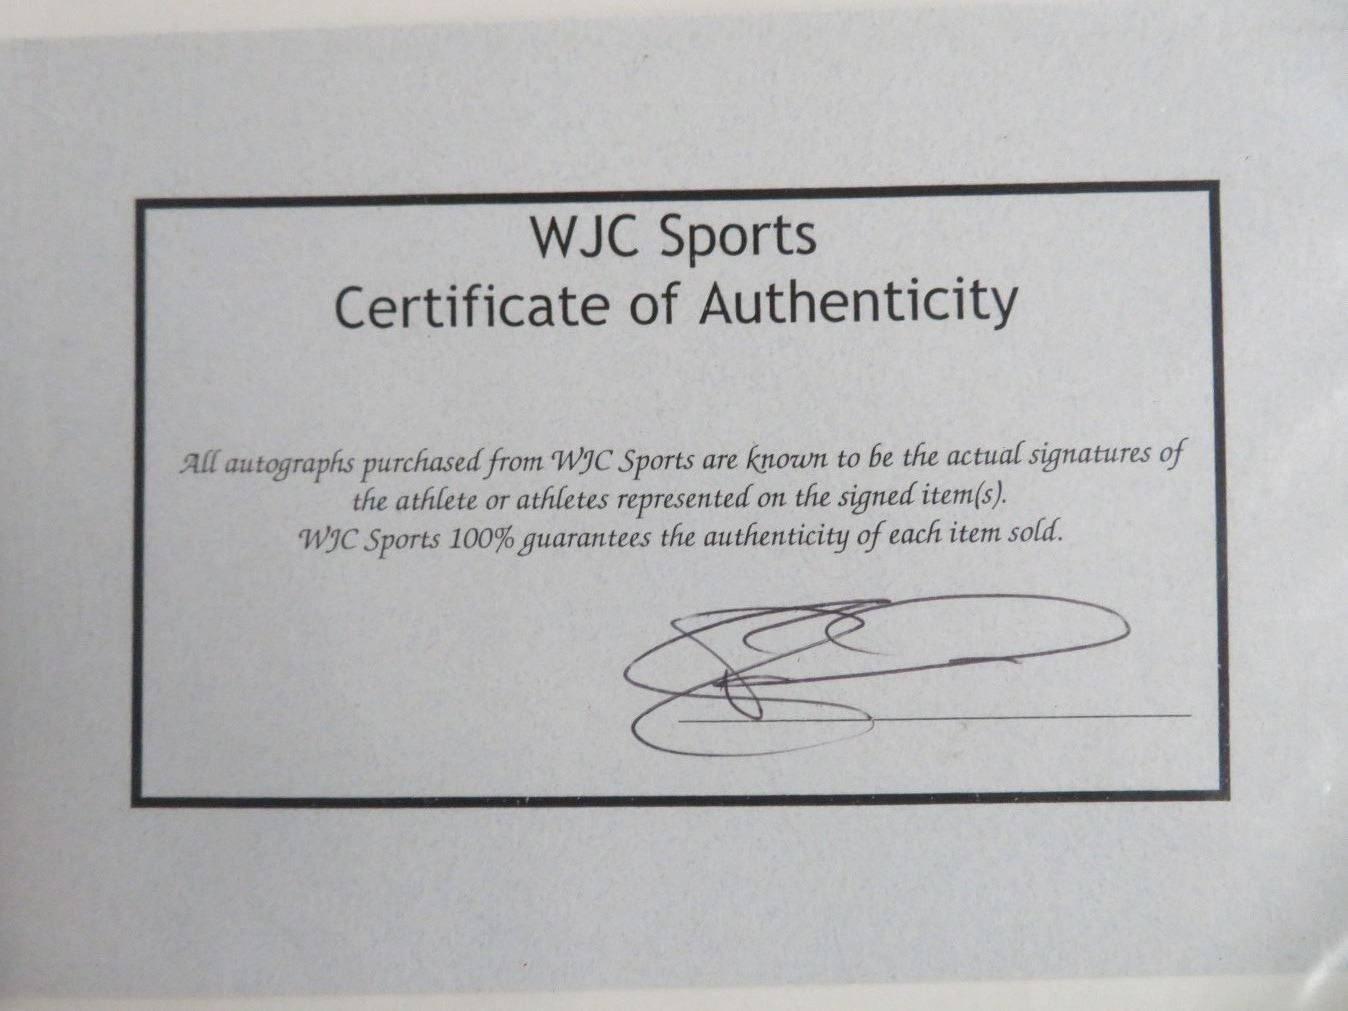 WJC Sports
Certificate of Authenticity
All autographs purchased from WJC Sports are known to be the actual signatures of
the athlete or athletes represented on the signed item(s).
WJC Sports 100% guarantees the authenticity of each item sold.